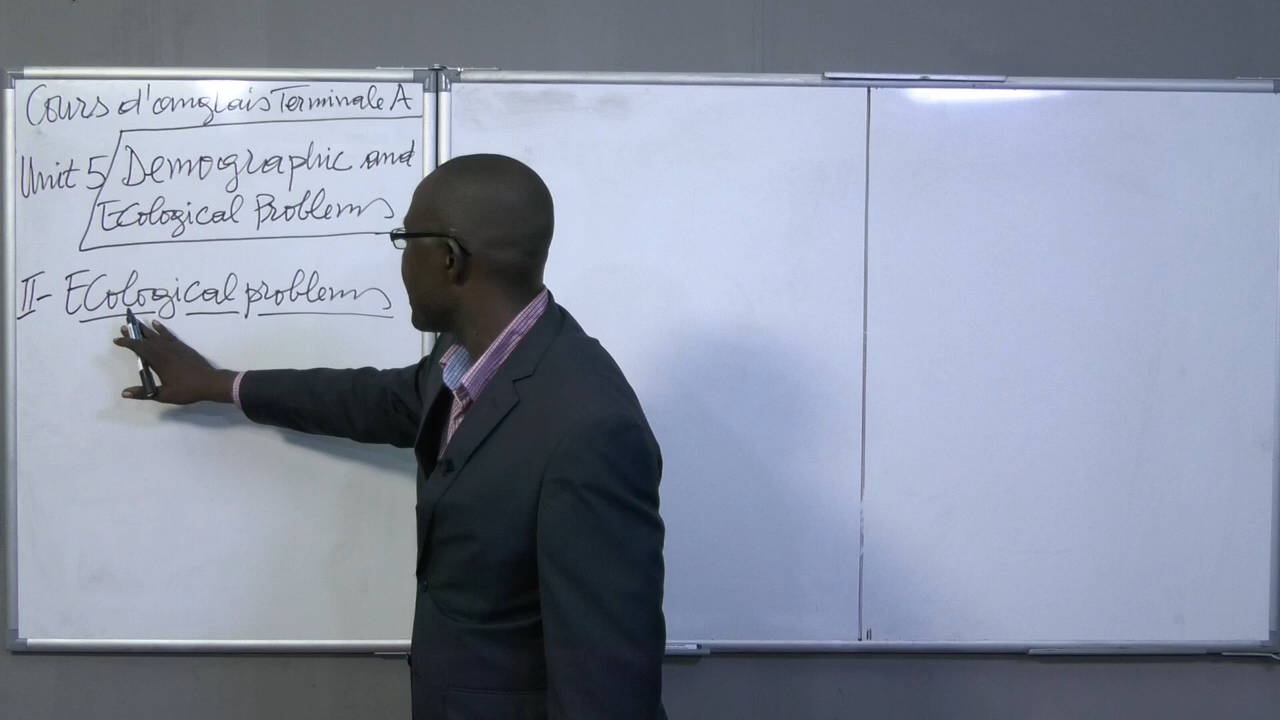 Cours d'anglais Terminale A
Unit 5 Demographic and
Ecological Problems
II- Ecological problems